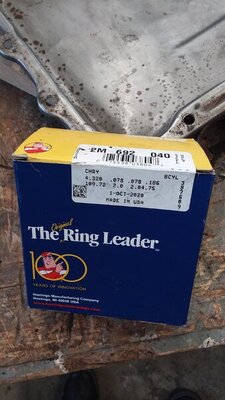 2M 692 040
CHRY 8CYL
4.320 .078 .078 .186
109.72 2.0 2.0 4.75
1-OCT-2020
MADE IN USA
Original
The Ring Leader
100
YEARS OF INNOVATION
Hastings Manufacturing Company
Hastings, MI 49058 USA